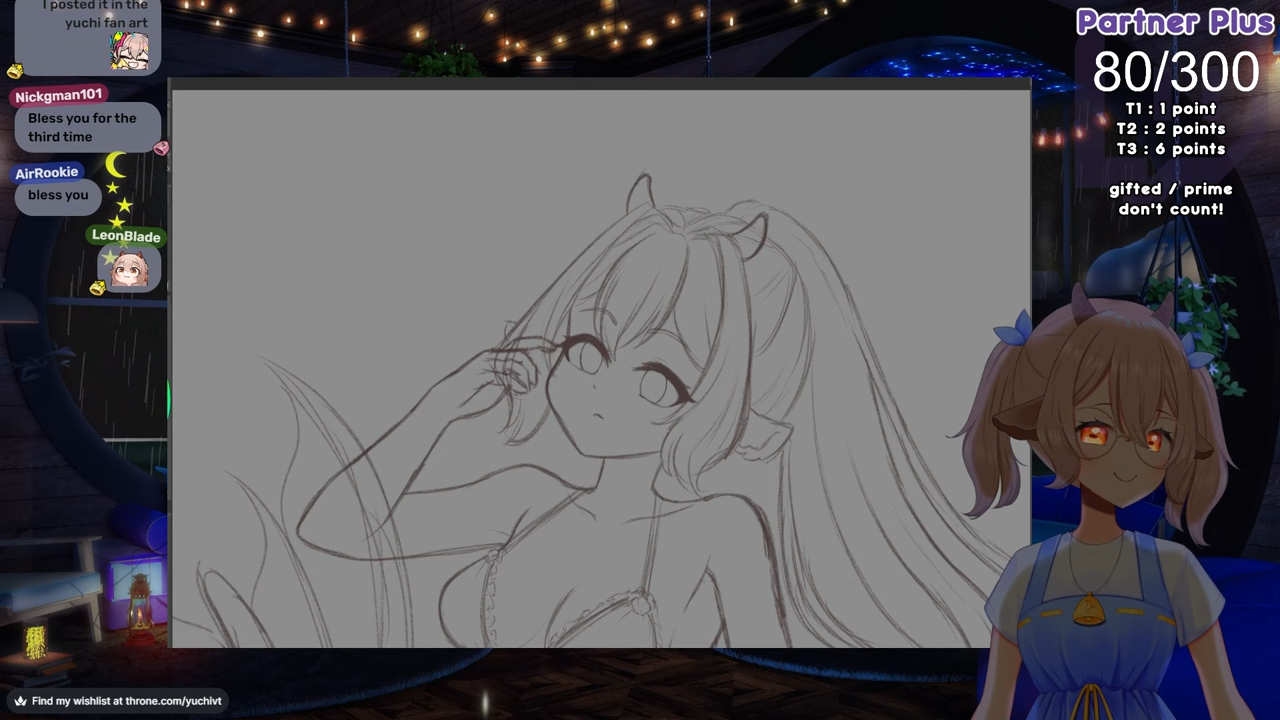 I posted it in the
yuchi fan art
Nickgman101
Bless you for the
third time
AirRookie
bless you
LeonBlade
Find my wishlist at throne.com/yuchivt
Partner Plus
80/300
T1 : 1 point
T2 : 2 points
T3 : 6 points
gifted / prime
don't count!